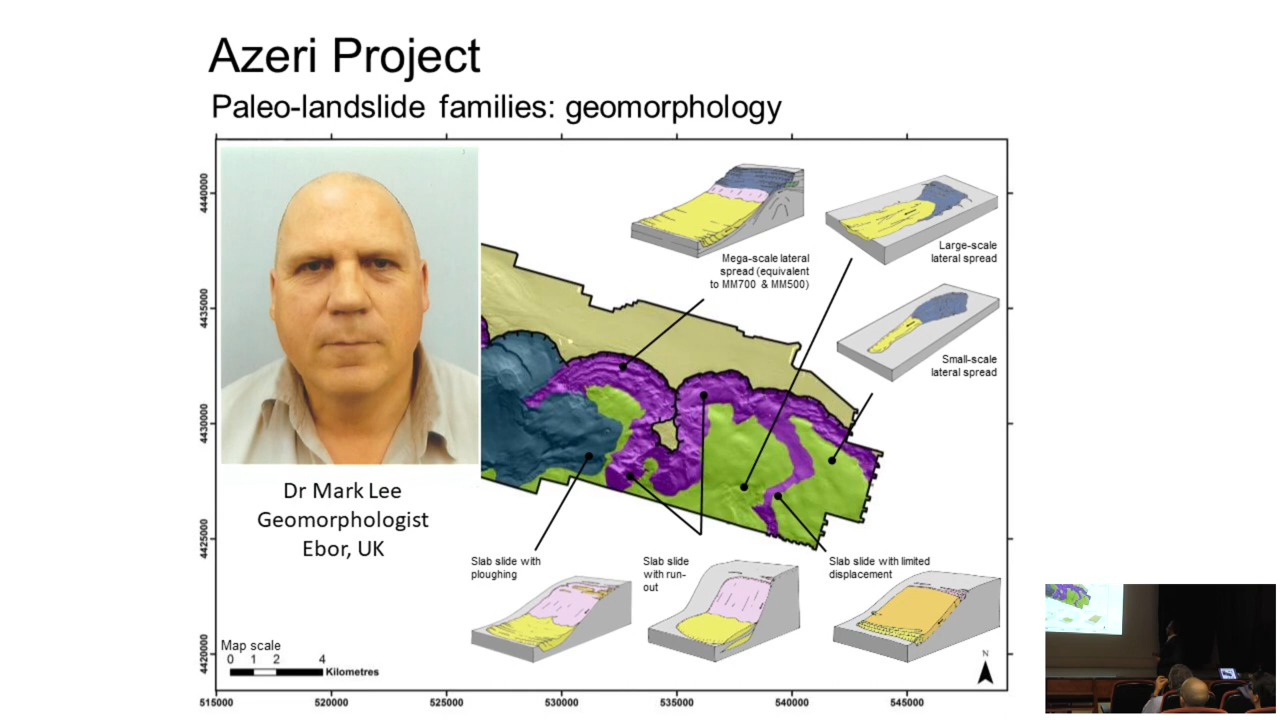 Azeri Project
Paleo-landslide families: geomorphology
Dr Mark Lee
Geomorphologist
Ebor, UK
Mega-scale lateral
spread (equivalent
to MM700 & MM500)
Large-scale
lateral spread
Small-scale
lateral spread
Slab slide with
ploughing
Slab slide
with run-
out
Slab slide with limited
displacement
Map scale
0 1 2 4
Kilometres
N
4440000
4435000
4430000
4425000
4420000
515000 520000 525000 530000 535000 540000 545000